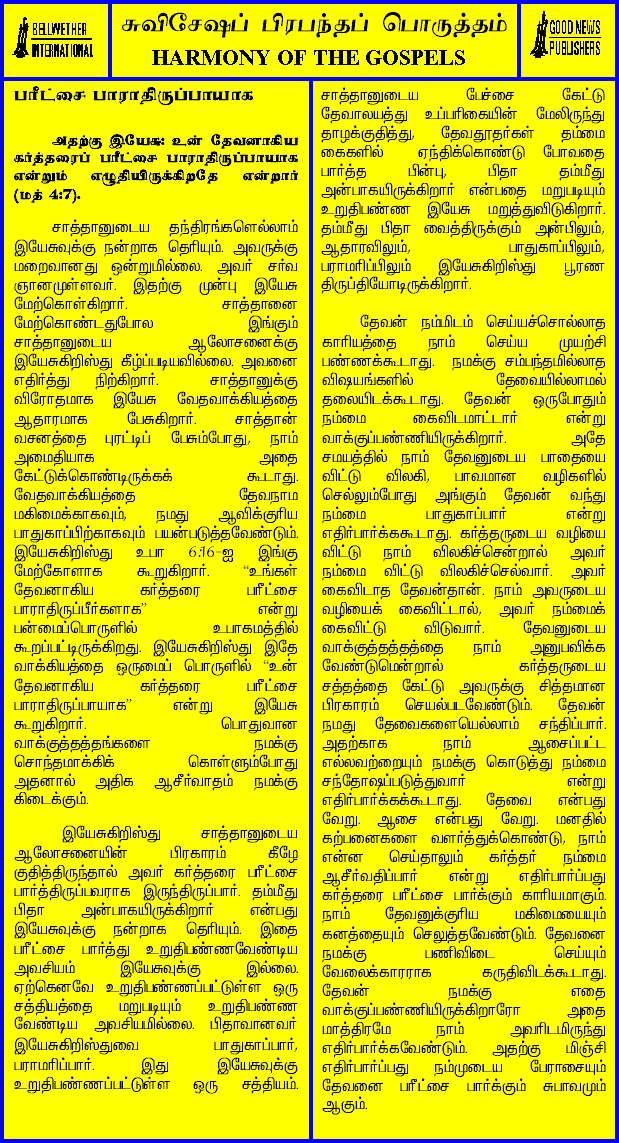 BELLWETHER
INTERNATIONAL
சுவிசேஷப் பிரபந்தப் பொருத்தம்
HARMONY OF THE GOSPELS
GOOD NEWS
PUBLISHERS
பரீட்சை பாராதிருப்பாயாக
அதற்கு இயேசு: உன் தேவனாகிய
கர்த்தரைப் பரீட்சை பாராதிருப்பாயாக
என்றும் எழுதியிருக்கிறதே என்றார்
(மத் 4:7).
சாத்தானுடைய தந்திரங்களெல்லாம்
இயேசுவுக்கு நன்றாக தெரியும். அவருக்கு
மறைவானது ஒன்றுமில்லை. அவர் சர்வ
ஞானமுள்ளவர். இதற்கு முன்பு இயேசு
மேற்கொள்கிறார். சாத்தானை
மேற்கொண்டதுபோல இங்கும்
சாத்தானுடைய ஆலோசனைக்கு
இயேசுகிறிஸ்து கீழ்ப்படியவில்லை. அவனை
எதிர்த்து நிற்கிறார். சாத்தானுக்கு
விரோதமாக இயேசு வேதவாக்கியத்தை
ஆதாரமாக பேசுகிறார். சாத்தான்
வசனத்தை புரட்டிப் பேசும்போது, நாம்
அமைதியாக அதை
கேட்டுக்கொண்டிருக்கக் கூடாது.
வேதவாக்கியத்தை தேவநாம
மகிமைக்காகவும், நமது ஆவிக்குரிய
பாதுகாப்பிற்காகவும் பயன்படுத்தவேண்டும்.
இயேசுகிறிஸ்து உபா 6:16-ஐ இங்கு
மேற்கோளாக கூறுகிறார். “உங்கள்
தேவனாகிய கர்த்தரை பரீட்சை
பாராதிருப்பீர்களாக” என்று
பன்மைப்பொருளில் உபாகமத்தில்
கூறப்பட்டிருக்கிறது. இயேசுகிறிஸ்து இதே
வாக்கியத்தை ஒருமைப் பொருளில் “உன்
தேவனாகிய கர்த்தரை பரீட்சை
பாராதிருப்பாயாக” என்று இயேசு
கூறுகிறார். பொதுவான
வாக்குத்தத்தங்களை நமக்கு
சொந்தமாக்கிக் கொள்ளும்போது
அதனால் அதிக ஆசீர்வாதம் நமக்கு
கிடைக்கும்.
இயேசுகிறிஸ்து சாத்தானுடைய
ஆலோசனையின் பிரகாரம் கீழே
குதித்திருந்தால் அவர் கர்த்தரை பரீட்சை
பார்த்திருப்பவராக இருந்திருப்பார். தம்மீது
பிதா அன்பாகயிருக்கிறார் என்பது
இயேசுவுக்கு நன்றாக தெரியும். இதை
பரீட்சை பார்த்து உறுதிபண்ணவேண்டிய
அவசியம் இயேசுவுக்கு இல்லை.
ஏற்கெனவே உறுதிபண்ணப்பட்டுள்ள ஒரு
சத்தியத்தை மறுபடியும் உறுதிபண்ண
வேண்டிய அவசியமில்லை. பிதாவானவர்
இயேசுகிறிஸ்துவை பாதுகாப்பார்,
பராமரிப்பார். இது இயேசுவுக்கு
உறுதிபண்ணப்பட்டுள்ள ஒரு சத்தியம்.
சாத்தானுடைய பேச்சை கேட்டு
தேவாலயத்து உப்பரிகையின் மேலிருந்து
தாழக்குதித்து, தேவதூதர்கள் தம்மை
கைகளில் ஏந்திக்கொண்டு போவதை
பார்த்த பின்பு, பிதா தம்மீது
அன்பாகயிருக்கிறார் என்பதை மறுபடியும்
உறுதிபண்ண இயேசு மறுத்துவிடுகிறார்.
தம்மீது பிதா வைத்திருக்கும் அன்பிலும்,
ஆதாரவிலும், பாதுகாப்பிலும்,
பராமரிப்பிலும் இயேசுகிறிஸ்து பூரண
திருப்தியோடிருக்கிறார்.
தேவன் நம்மிடம் செய்யச்சொல்லாத
காரியத்தை நாம் செய்ய முயற்சி
பண்ணக்கூடாது. நமக்கு சம்பந்தமில்லாத
விஷயங்களில் தேவையில்லாமல்
தலையிடக்கூடாது. தேவன் ஒருபோதும்
நம்மை கைவிடமாட்டார் என்று
வாக்குப்பண்ணியிருக்கிறார். அதே
சமயத்தில் நாம் தேவனுடைய பாதையை
விட்டு விலகி, பாவமான வழிகளில்
செல்லும்போது அங்கும் தேவன் வந்து
நம்மை பாதுகாப்பார் என்று
எதிர்பார்க்ககூடாது. கர்த்தருடைய வழியை
விட்டு நாம் விலகிச்சென்றால் அவர்
நம்மை விட்டு விலகிச்செல்வார். அவர்
கைவிடாத தேவன்தான். நாம் அவருடைய
வழியைக் கைவிட்டால், அவர் நம்மைக்
கைவிட்டு விடுவார். தேவனுடைய
வாக்குத்தத்தத்தை நாம் அனுபவிக்க
வேண்டுமென்றால் கர்த்தருடைய
சத்தத்தை கேட்டு அவருக்கு சித்தமான
பிரகாரம் செயல்படவேண்டும். தேவன்
நமது தேவைகளையெல்லாம் சந்திப்பார்.
அதற்காக நாம் ஆசைப்பட்ட
எல்லவற்றையும் நமக்கு கொடுத்து நம்மை
சந்தோஷப்படுத்துவார் என்று
எதிர்பார்க்கக்கூடாது. தேவை என்பது
வேறு. ஆசை என்பது வேறு. மனதில்
கற்பனைகளை வளர்த்துக்கொண்டு, நாம்
என்ன செய்தாலும் கர்த்தர் நம்மை
ஆசீர்வதிப்பார் என்று எதிர்பார்ப்பது
கர்த்தரை பரீட்சை பார்க்கும் காரியமாகும்.
நாம் தேவனுக்குரிய மகிமையையும்
கனத்தையும் செலுத்தவேண்டும். தேவனை
நமக்கு பணிவிடை செய்யும்
வேலைக்காரராக கருதிவிடக்கூடாது.
தேவன் நமக்கு எதை
வாக்குப்பண்ணியிருக்கிறாரோ அதை
மாத்திரமே நாம் அவரிடமிருந்து
எதிர்பார்க்கவேண்டும். அதற்கு மிஞ்சி
எதிர்பார்ப்பது நம்முடைய பேராசையும்
தேவனை பரீட்சை பார்க்கும் சுபாவமும்
ஆகும்.